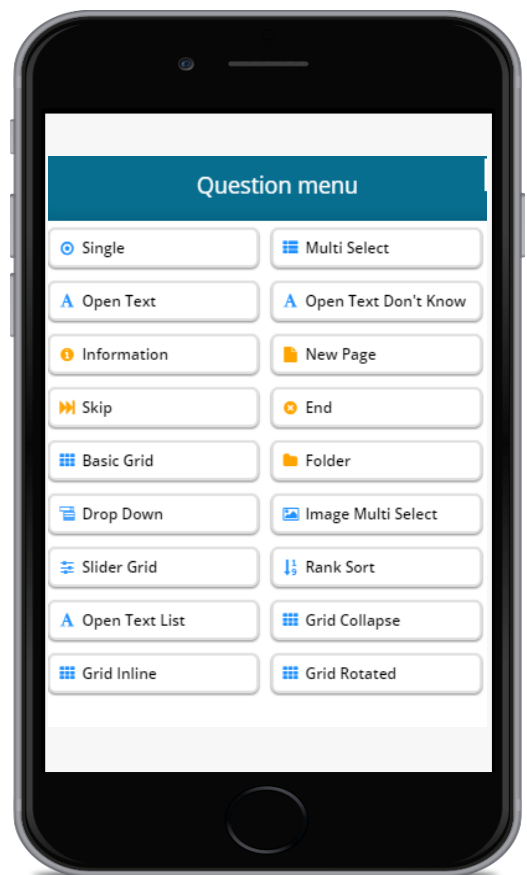 Question menu
Single
Multi Select
Open Text
Open Text Don't Know
Information
New Page
Skip
End
Basic Grid
Folder
Drop Down
Image Multi Select
Slider Grid
Rank Sort
Open Text List
Grid Collapse
Grid Inline
Grid Rotated